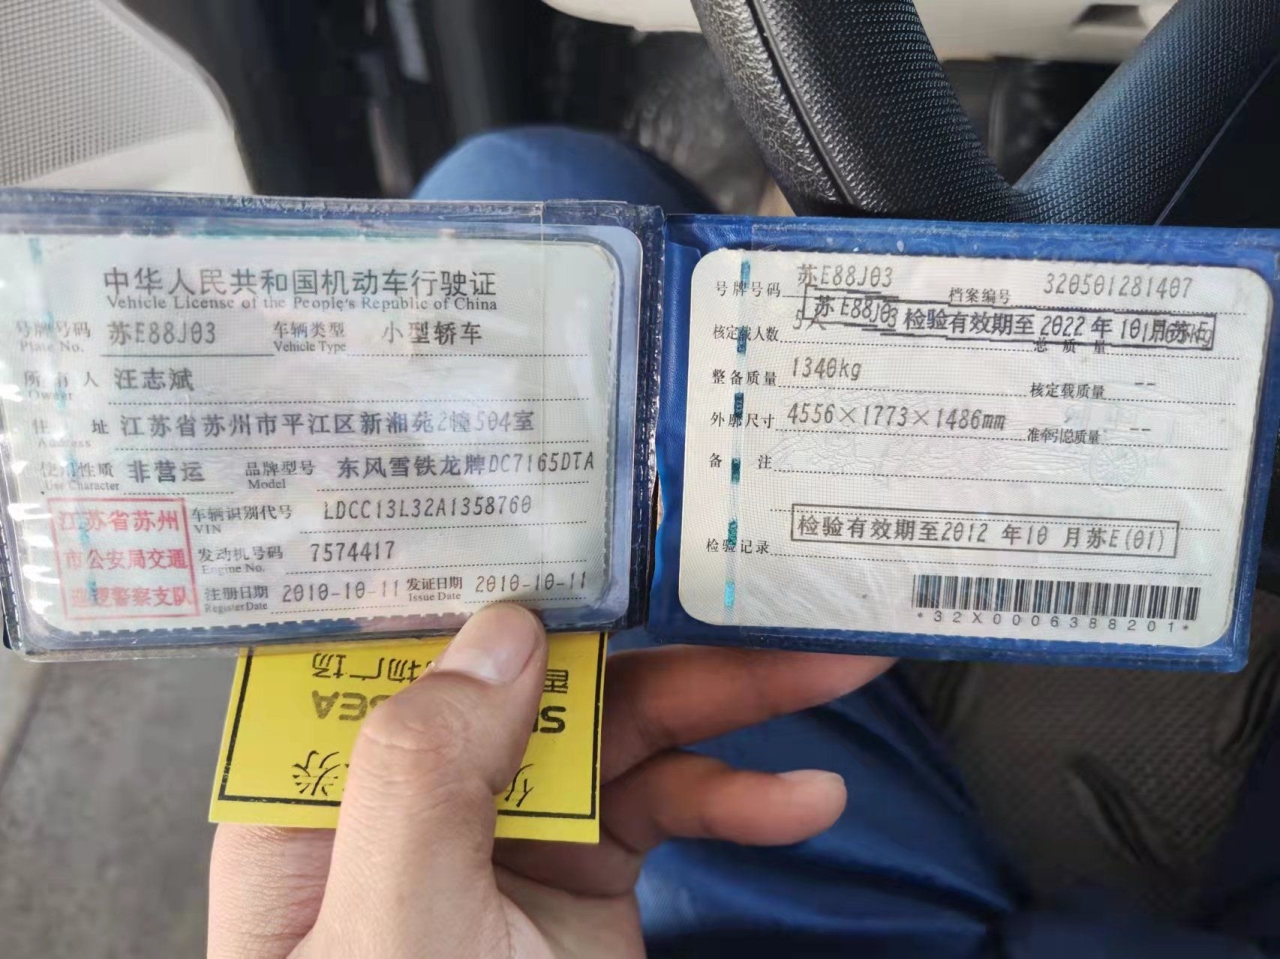 中华人民共和国机动车行驶证
Vehicle License of the People's Republic of China
号牌号码 苏E88J03 车辆类型 小型轿车
Plate No. Vehicle Type
所有人 汪志斌
Owner
住址 江苏省苏州市平江区新湘苑2幢504室
Address
使用性质 非营运 品牌型号 东风雪铁龙牌DC7165DTA
Use Character Model
江苏省苏州
市公安局交通
巡逻警察支队
车辆识别代号 LDCC13L32A1358760
VIN
发动机号码 7574417
Engine No.
注册日期 2010-10-11 发证日期 2010-10-11
Register Date Issue Date
号牌号码 苏E88J03 档案编号 320501281407
苏E88J03 检验有效期至2022年10月苏E
核定载人数 5人 总质量
整备质量 1340kg 核定载质量 --
外廓尺寸 4556×1773×1486mm 准牵引总质量 --
备注
检验记录 检验有效期至2012年10月苏E(01)
*32X0006388201*
物广场